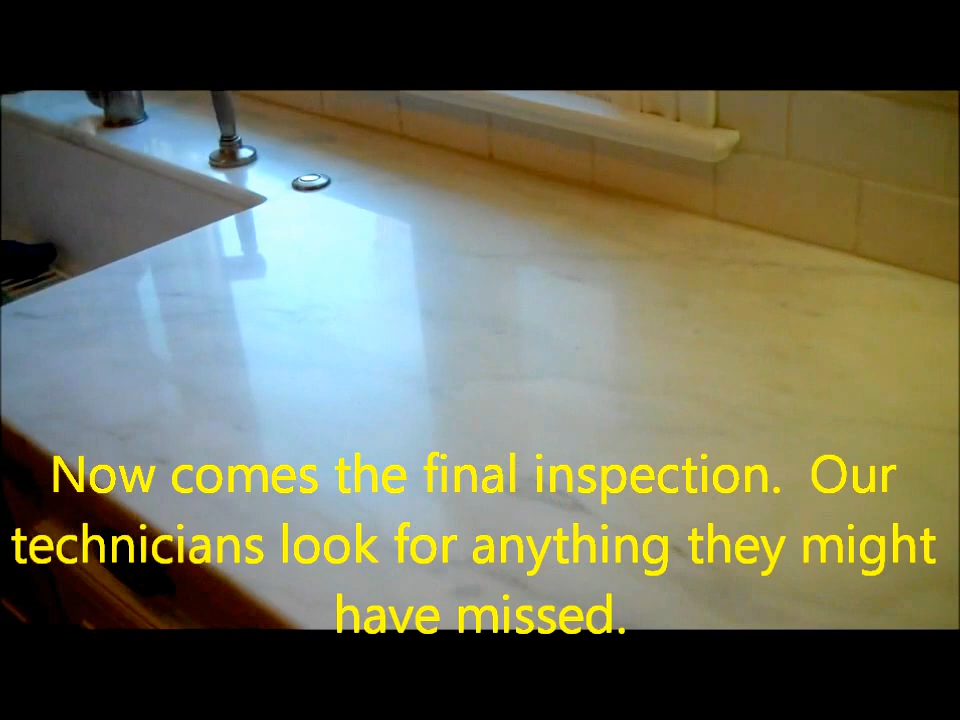 Now comes the final inspection.  Our
technicians look for anything they might
have missed.